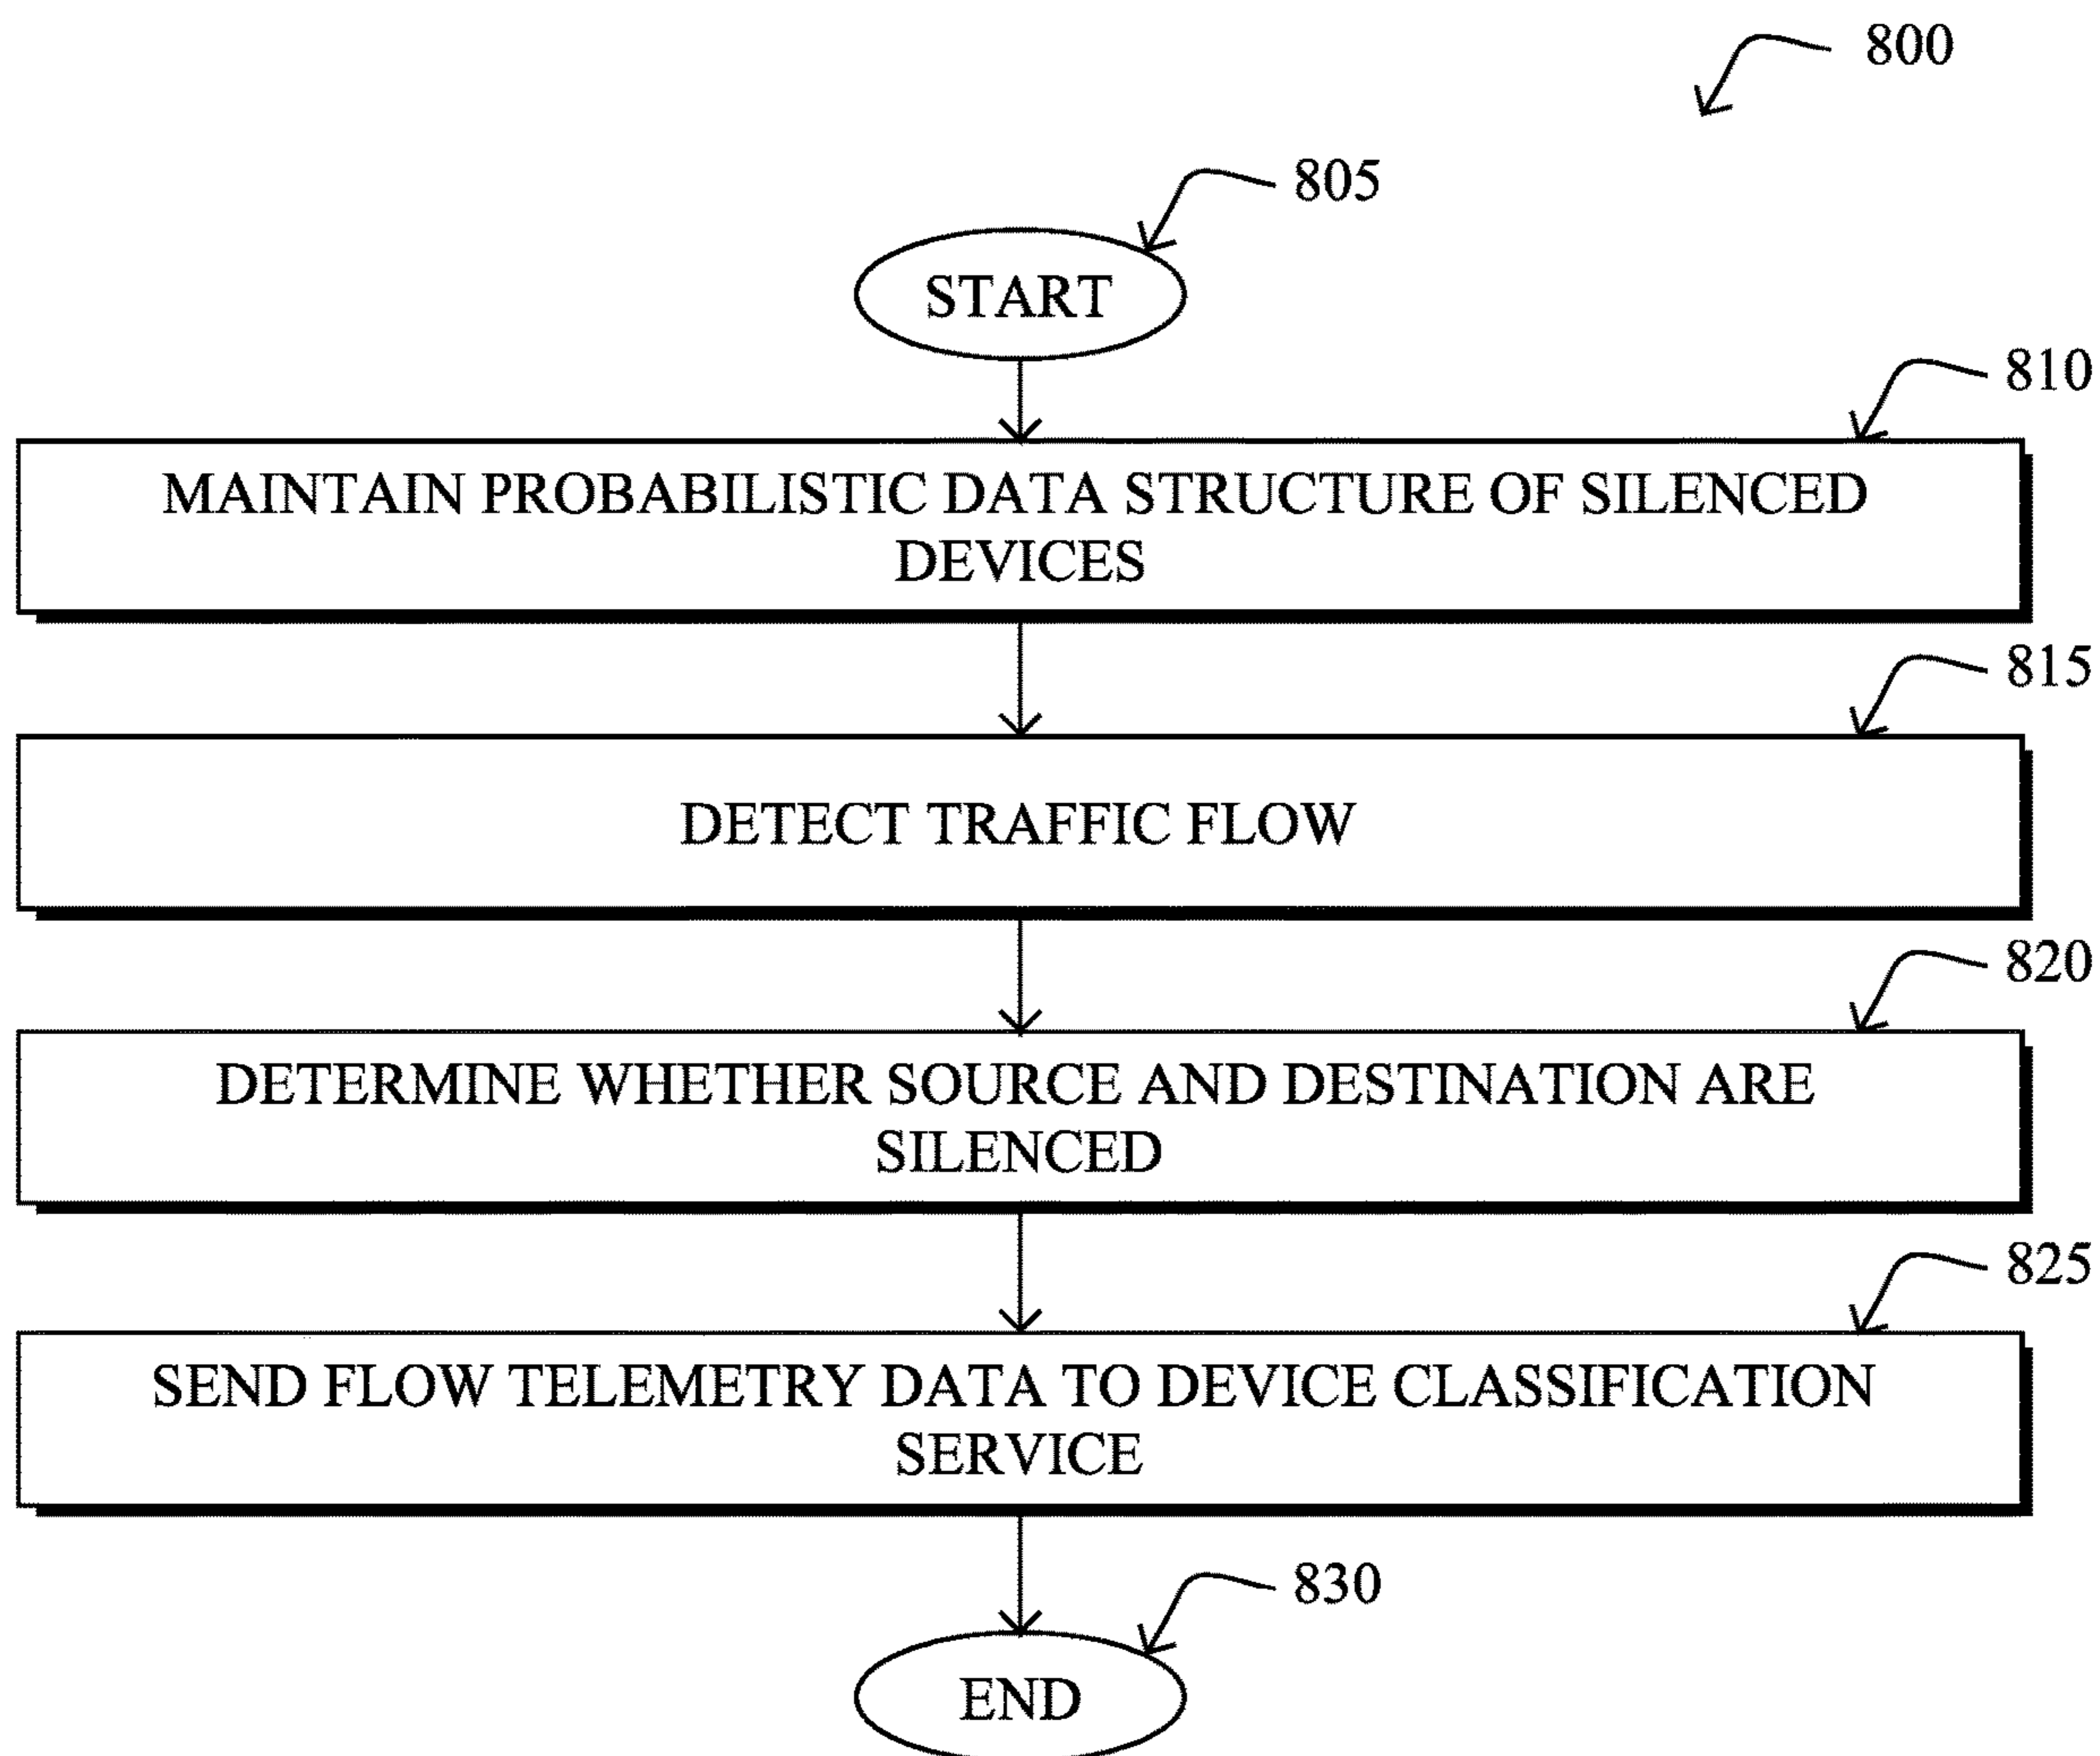 800
805
START
810
MAINTAIN PROBABILISTIC DATA STRUCTURE OF SILENCED
DEVICES
815
DETECT TRAFFIC FLOW
820
DETERMINE WHETHER SOURCE AND DESTINATION ARE
SILENCED
825
SEND FLOW TELEMETRY DATA TO DEVICE CLASSIFICATION
SERVICE
830
END